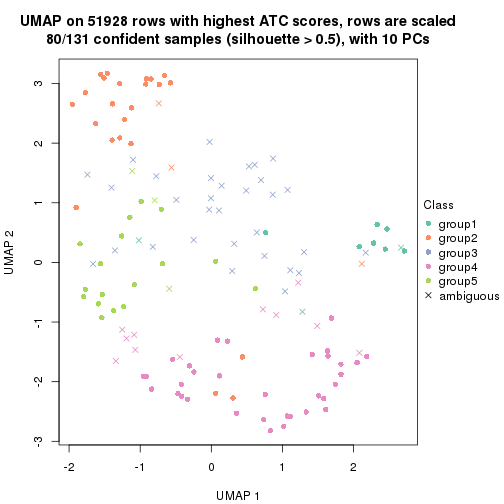 UMAP on 51928 rows with highest ATC scores, rows are scaled
80/131 confident samples (silhouette > 0.5), with 10 PCs
3
2
1
0
-1
-2
-3
UMAP 2
-2
-1
0
1
2
UMAP 1
Class
group1
group2
group3
group4
group5
ambiguous